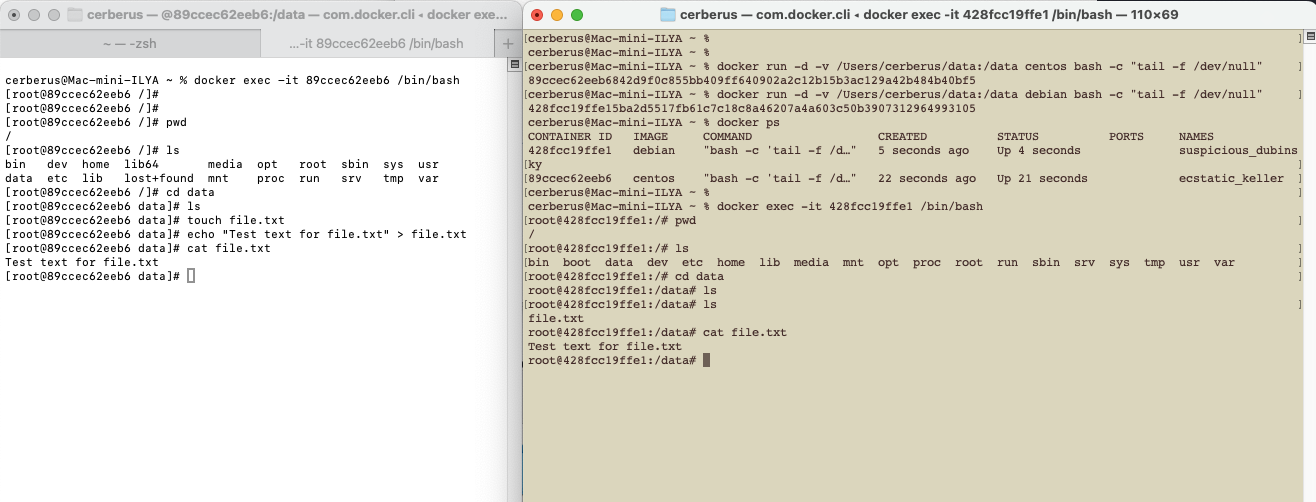 cerberus — @89ccec62eeb6:/data — com.docker.cli ◂ docker exe...
~ — -zsh
...-it 89ccec62eeb6 /bin/bash
+
cerberus@Mac-mini-ILYA ~ % docker exec -it 89ccec62eeb6 /bin/bash
[root@89ccec62eeb6 /]#
[root@89ccec62eeb6 /]#
[root@89ccec62eeb6 /]# pwd
/
[root@89ccec62eeb6 /]# ls
bin   dev  home  lib64       media  opt   root  sbin  sys  usr
data  etc  lib   lost+found  mnt    proc  run   srv   tmp  var
[root@89ccec62eeb6 /]# cd data
[root@89ccec62eeb6 data]# ls
[root@89ccec62eeb6 data]# touch file.txt
[root@89ccec62eeb6 data]# echo "Test text for file.txt" > file.txt
[root@89ccec62eeb6 data]# cat file.txt
Test text for file.txt
[root@89ccec62eeb6 data]#
cerberus — com.docker.cli ◂ docker exec -it 428fcc19ffe1 /bin/bash — 110×69
[cerberus@Mac-mini-ILYA ~ % ]
[cerberus@Mac-mini-ILYA ~ % ]
[cerberus@Mac-mini-ILYA ~ % docker run -d -v /Users/cerberus/data:/data centos bash -c "tail -f /dev/null" ]
89ccec62eeb6842d9f0c855bb409ff640902a2c12b15b3ac129a42b484b40bf5
[cerberus@Mac-mini-ILYA ~ % docker run -d -v /Users/cerberus/data:/data debian bash -c "tail -f /dev/null" ]
428fcc19ffe15ba2d5517fb61c7c18c8a46207a4a603c50b3907312964993105
cerberus@Mac-mini-ILYA ~ % docker ps
CONTAINER ID   IMAGE     COMMAND                  CREATED          STATUS          PORTS     NAMES
428fcc19ffe1   debian    "bash -c 'tail -f /d…"   5 seconds ago    Up 4 seconds              suspicious_dubins
[ky ]
[89ccec62eeb6   centos    "bash -c 'tail -f /d…"   22 seconds ago   Up 21 seconds             ecstatic_keller ]
[cerberus@Mac-mini-ILYA ~ % ]
cerberus@Mac-mini-ILYA ~ % docker exec -it 428fcc19ffe1 /bin/bash
[root@428fcc19ffe1:/# pwd ]
/
[root@428fcc19ffe1:/# ls ]
[bin  boot  data  dev  etc  home  lib  media  mnt  opt  proc  root  run  sbin  srv  sys  tmp  usr  var ]
[root@428fcc19ffe1:/# cd data ]
root@428fcc19ffe1:/data# ls
[root@428fcc19ffe1:/data# ls ]
file.txt
root@428fcc19ffe1:/data# cat file.txt
Test text for file.txt
root@428fcc19ffe1:/data#